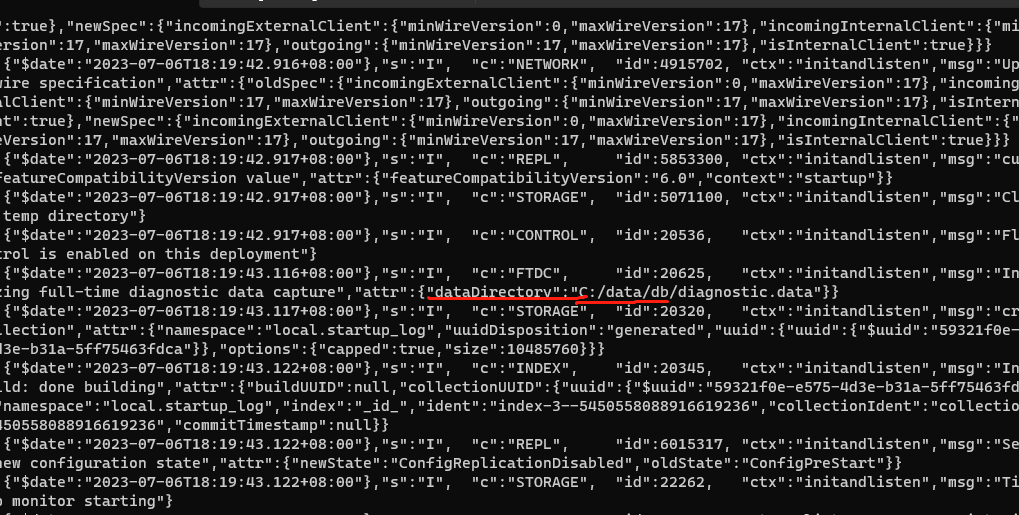 ":true},"newSpec":{"incomingExternalClient":{"minWireVersion":0,"maxWireVersion":17},"incomingInternalClient":{"mi
ersion":17,"maxWireVersion":17},"outgoing":{"minWireVersion":17,"maxWireVersion":17},"isInternalClient":true}}}
{"$date":"2023-07-06T18:19:42.916+08:00"},"s":"I", "c":"NETWORK", "id":4915702, "ctx":"initandlisten","msg":"Up
wire specification","attr":{"oldSpec":{"incomingExternalClient":{"minWireVersion":0,"maxWireVersion":17},"incoming
alClient":{"minWireVersion":17,"maxWireVersion":17},"outgoing":{"minWireVersion":17,"maxWireVersion":17},"isIntern
nt":true},"newSpec":{"incomingExternalClient":{"minWireVersion":0,"maxWireVersion":17},"incomingInternalClient":{"
eVersion":17,"maxWireVersion":17},"outgoing":{"minWireVersion":17,"maxWireVersion":17},"isInternalClient":true}}}
{"$date":"2023-07-06T18:19:42.917+08:00"},"s":"I", "c":"REPL", "id":5853300, "ctx":"initandlisten","msg":"cu
featureCompatibilityVersion value","attr":{"featureCompatibilityVersion":"6.0","context":"startup"}}
{"$date":"2023-07-06T18:19:42.917+08:00"},"s":"I", "c":"STORAGE", "id":5071100, "ctx":"initandlisten","msg":"Cl
temp directory"}
{"$date":"2023-07-06T18:19:42.917+08:00"},"s":"I", "c":"CONTROL", "id":20536, "ctx":"initandlisten","msg":"Fl
trol is enabled on this deployment"}
{"$date":"2023-07-06T18:19:43.116+08:00"},"s":"I", "c":"FTDC", "id":20625, "ctx":"initandlisten","msg":"In
zing full-time diagnostic data capture","attr":{"dataDirectory":"C:/data/db/diagnostic.data"}}
{"$date":"2023-07-06T18:19:43.117+08:00"},"s":"I", "c":"STORAGE", "id":20320, "ctx":"initandlisten","msg":"cr
llection","attr":{"namespace":"local.startup_log","uuidDisposition":"generated","uuid":{"uuid":{"$uuid":"59321f0e-
d3e-b31a-5ff75463fdca"}},"options":{"capped":true,"size":10485760}}}
{"$date":"2023-07-06T18:19:43.122+08:00"},"s":"I", "c":"INDEX", "id":20345, "ctx":"initandlisten","msg":"In
ild: done building","attr":{"buildUUID":null,"collectionUUID":{"uuid":{"$uuid":"59321f0e-e575-4d3e-b31a-5ff75463fd
"namespace":"local.startup_log","index":"_id_","ident":"index-3--5450558088916619236","collectionIdent":"collectio
450558088916619236","commitTimestamp":null}}
{"$date":"2023-07-06T18:19:43.122+08:00"},"s":"I", "c":"REPL", "id":6015317, "ctx":"initandlisten","msg":"Se
new configuration state","attr":{"newState":"ConfigReplicationDisabled","oldState":"ConfigPreStart"}}
{"$date":"2023-07-06T18:19:43.122+08:00"},"s":"I", "c":"STORAGE", "id":22262, "ctx":"initandlisten","msg":"Ti
o monitor starting"}